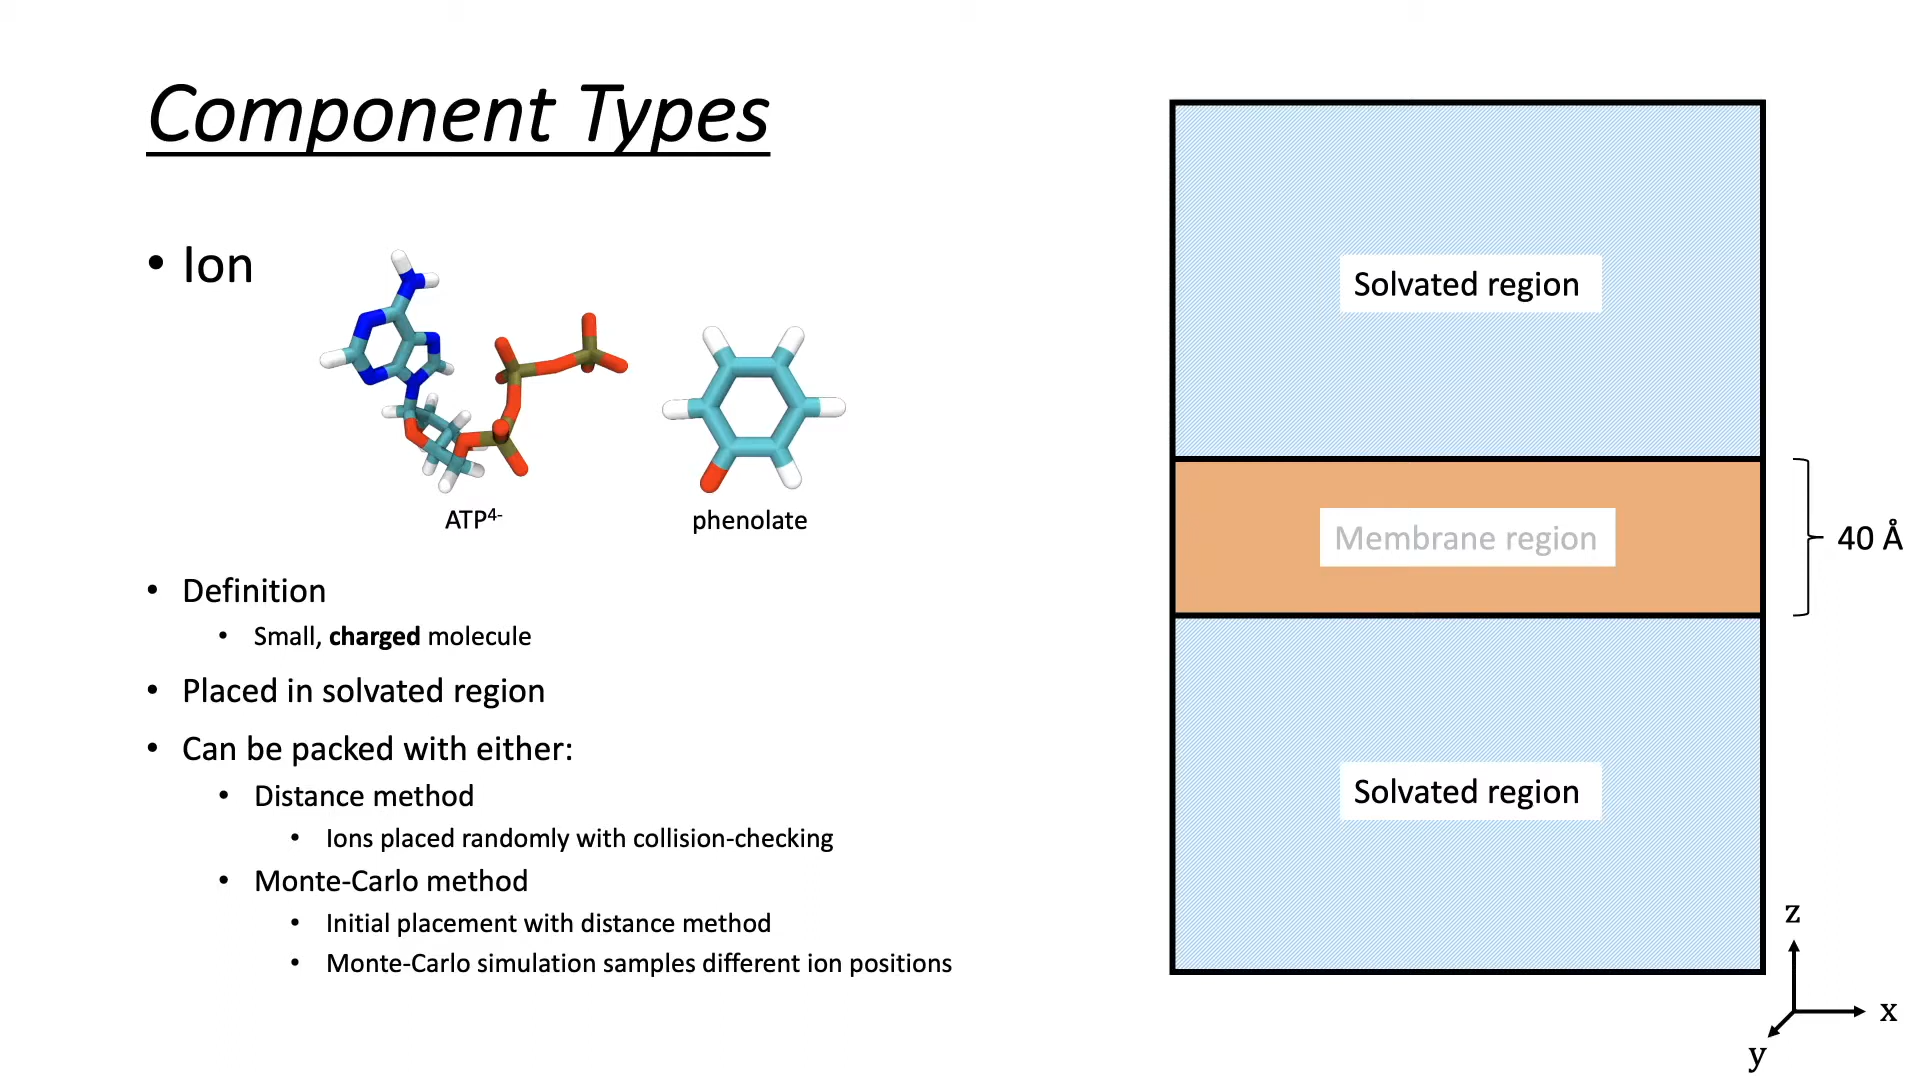 Component Types
• Ion
ATP⁴⁻
phenolate
• Definition
• Small, charged molecule
• Placed in solvated region
• Can be packed with either:
• Distance method
• Ions placed randomly with collision-checking
• Monte-Carlo method
• Initial placement with distance method
• Monte-Carlo simulation samples different ion positions
Solvated region
Membrane region
40 Å
Solvated region
z
x
y